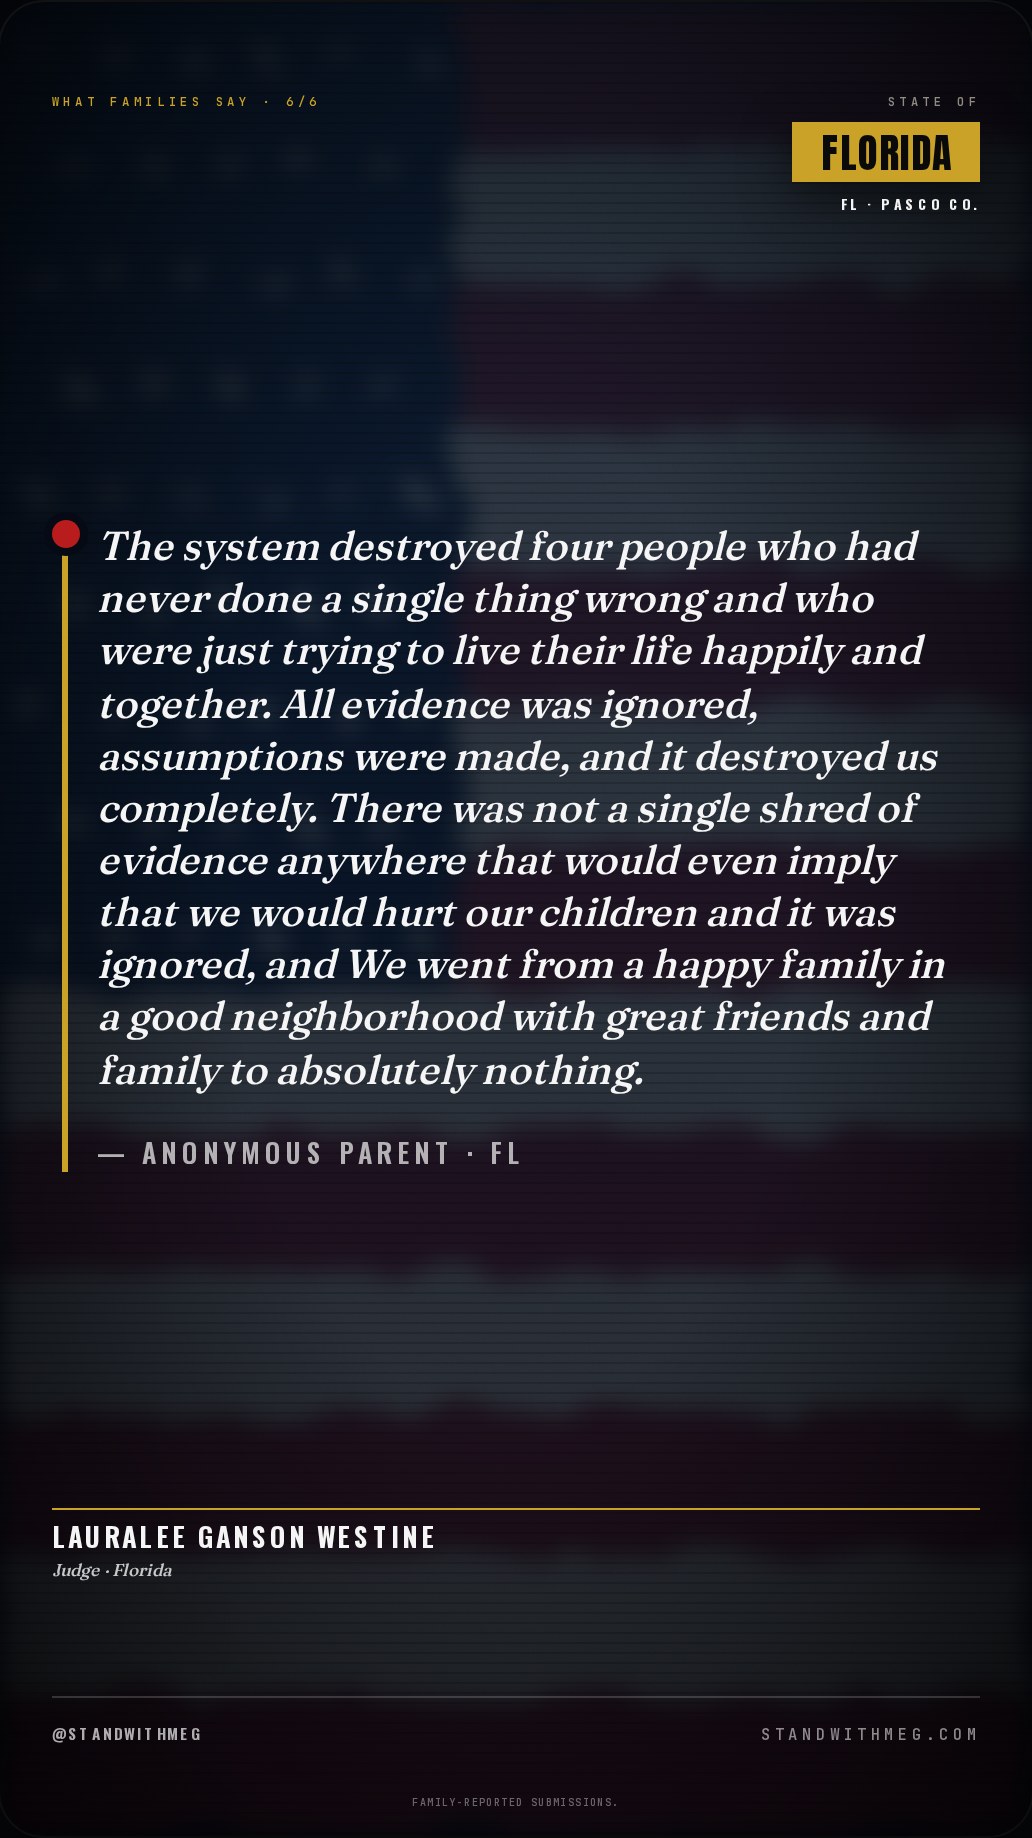 WHAT FAMILIES SAY · 6/6
STATE OF
FLORIDA
FL · PASCO CO.
The system destroyed four people who had
never done a single thing wrong and who
were just trying to live their life happily and
together. All evidence was ignored,
assumptions were made, and it destroyed us
completely. There was not a single shred of
evidence anywhere that would even imply
that we would hurt our children and it was
ignored, and We went from a happy family in
a good neighborhood with great friends and
family to absolutely nothing.
— ANONYMOUS PARENT · FL
LAURALEE GANSON WESTINE
Judge · Florida
@STANDWITHMEG
STANDWITHMEG.COM
FAMILY-REPORTED SUBMISSIONS.